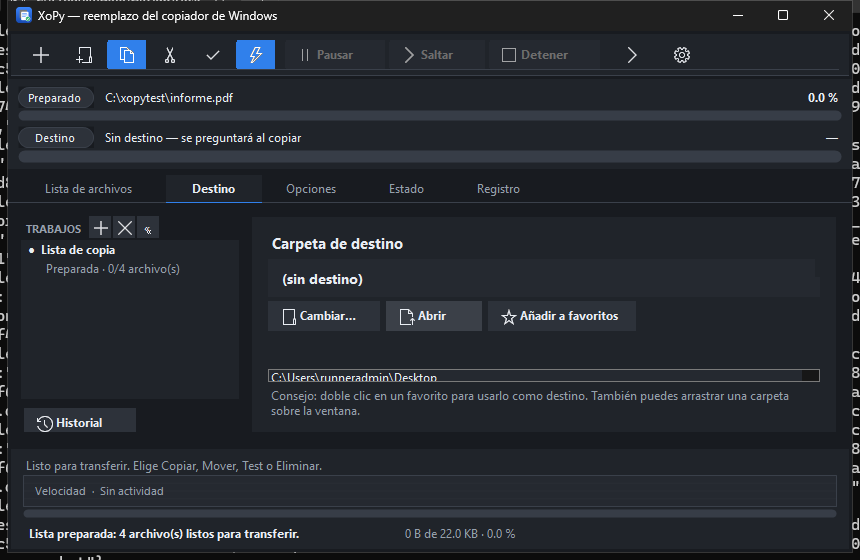 XoPy — reemplazo del copiador de Windows
Pausar
Saltar
Detener
Preparado
C:\xopytest\informe.pdf
0.0 %
Destino
Sin destino — se preguntará al copiar
—
Lista de archivos
Destino
Opciones
Estado
Registro
TRABAJOS
Lista de copia
Preparada · 0/4 archivo(s)
Historial
Carpeta de destino
(sin destino)
Cambiar...
Abrir
Añadir a favoritos
C:\Users\runneradmin\Desktop
Consejo: doble clic en un favorito para usarlo como destino. También puedes arrastrar una carpeta
sobre la ventana.
Listo para transferir. Elige Copiar, Mover, Test o Eliminar.
Velocidad · Sin actividad
Lista preparada: 4 archivo(s) listos para transferir.
0 B de 22.0 KB · 0.0 %